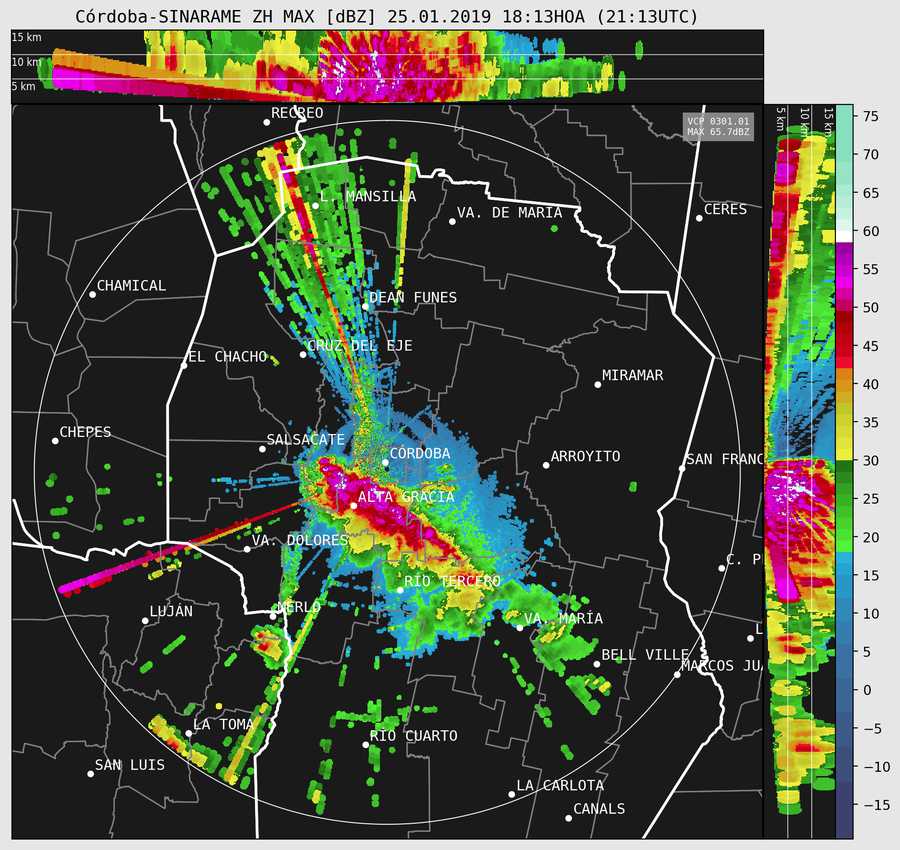 Córdoba-SINARAME ZH MAX [dBZ] 25.01.2019 18:13HOA (21:13UTC)
15 km
10 km
5 km
VCP 0301.01
MAX 65.7dBZ
5 km
10 km
15 km
RECREO
L. MANSILLA
VA. DE MARÍA
CERES
CHAMICAL
DEÁN FUNES
EL CHACHO
CRUZ DEL EJE
MIRAMAR
CHEPES
SALSACATE
CÓRDOBA
ARROYITO
SAN FRANC
ALTA GRACIA
VA. DOLORES
C. P
RÍO TERCERO
LUJÁN
MERLO
VA. MARÍA
L
BELL VILLE
MARCOS JU
LA TOMA
RÍO CUARTO
SAN LUIS
LA CARLOTA
CANALS
75
70
65
60
55
50
45
40
35
30
25
20
15
10
5
0
−5
−10
−15